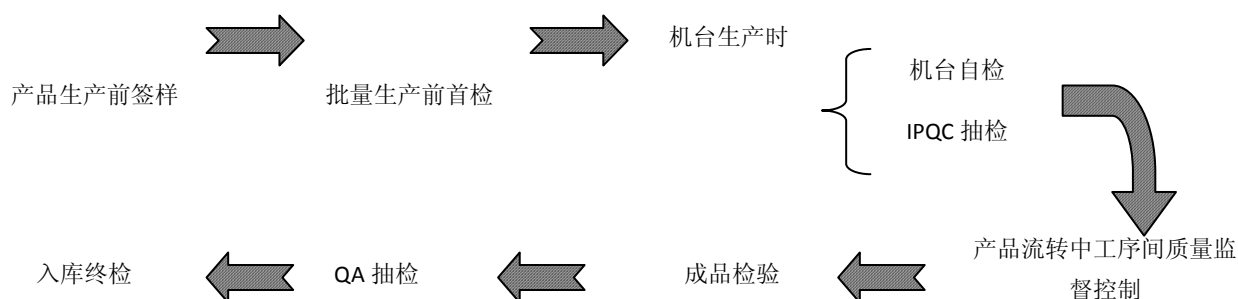 产品生产前签样
批量生产前首检
机台生产时
机台自检
IPQC 抽检
产品流转中工序间质量监
督控制
成品检验
QA 抽检
入库终检